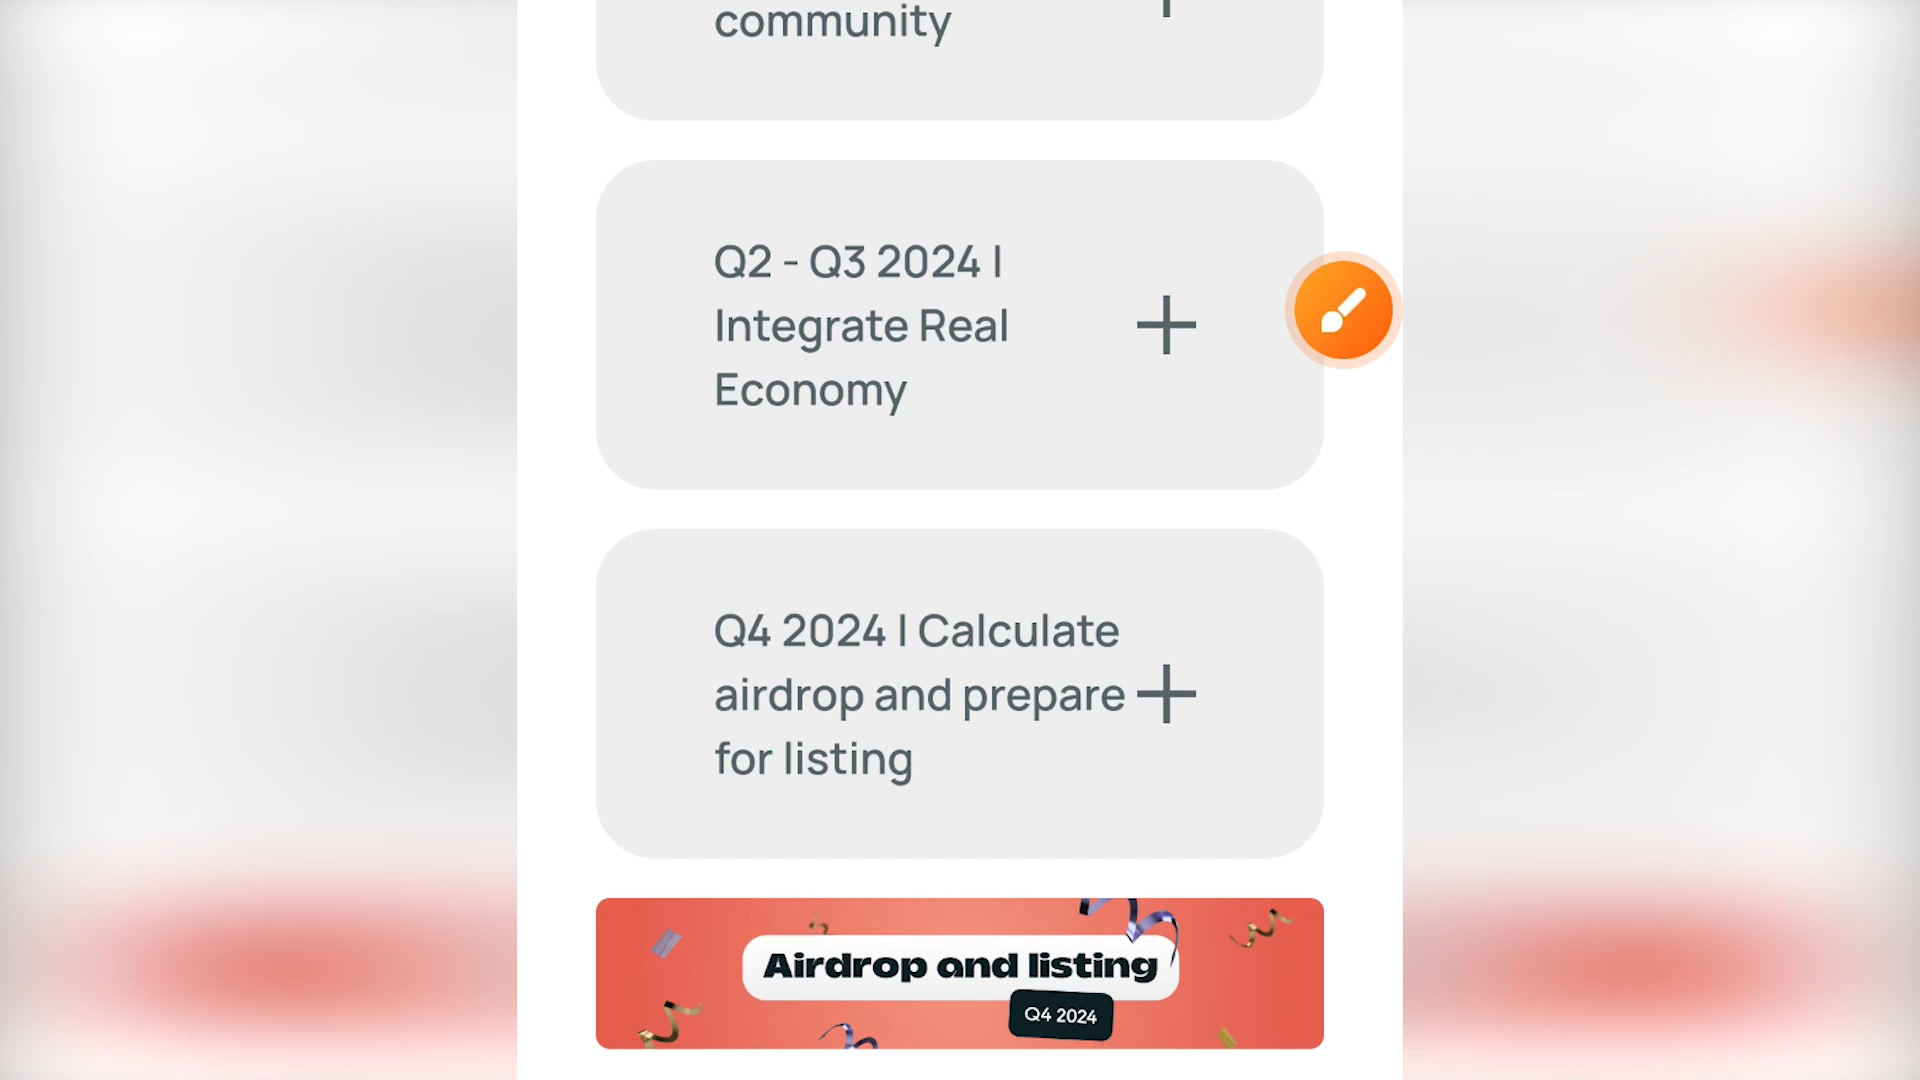 community
Q2 - Q3 2024 |
Integrate Real
Economy
Q4 2024 | Calculate
airdrop and prepare
for listing
Airdrop and listing
Q4 2024